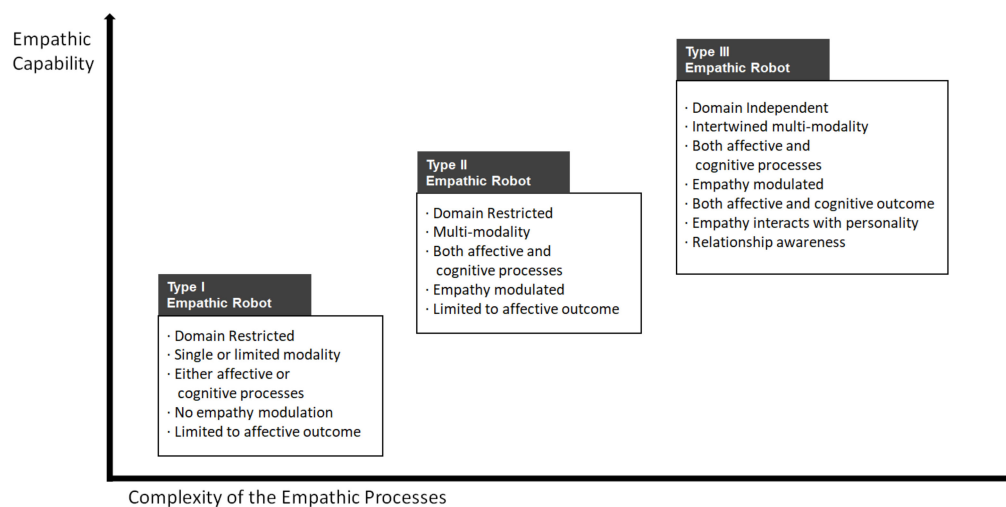 Empathic
Capability
Type III
Empathic Robot
· Domain Independent
· Intertwined multi-modality
· Both affective and
cognitive processes
· Empathy modulated
· Both affective and cognitive outcome
· Empathy interacts with personality
· Relationship awareness
Type II
Empathic Robot
· Domain Restricted
· Multi-modality
· Both affective and
cognitive processes
· Empathy modulated
· Limited to affective outcome
Type I
Empathic Robot
· Domain Restricted
· Single or limited modality
· Either affective or
cognitive processes
· No empathy modulation
· Limited to affective outcome
Complexity of the Empathic Processes